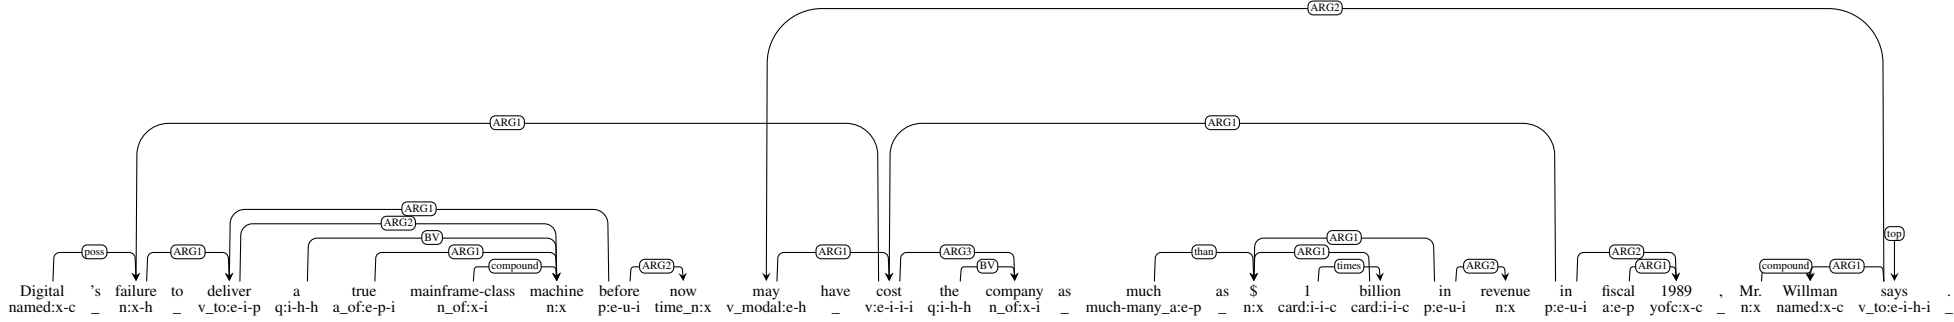 ARG2
ARG1 ARG1
ARG1
ARG2
BV ARG1
top
poss ARG1 ARG1 ARG1 ARG3 than ARG1 ARG2
compound ARG2 BV times ARG2 ARG1 compound ARG1
Digital 's failure to deliver a true mainframe-class machine before now may have cost the company as much as $ 1 billion in revenue in fiscal 1989 , Mr. Willman says .
named:x-c _ n:x-h _ v_to:e-i-p q:i-h-h a_of:e-p-i n_of:x-i n:x p:e-u-i time_n:x v_modal:e-h _ v:e-i-i-i q:i-h-h n_of:x-i _ much-many_a:e-p _ n:x card:i-i-c card:i-i-c p:e-u-i n:x p:e-u-i a:e-p yofc:x-c _ n:x named:x-c v_to:e-i-h-i _